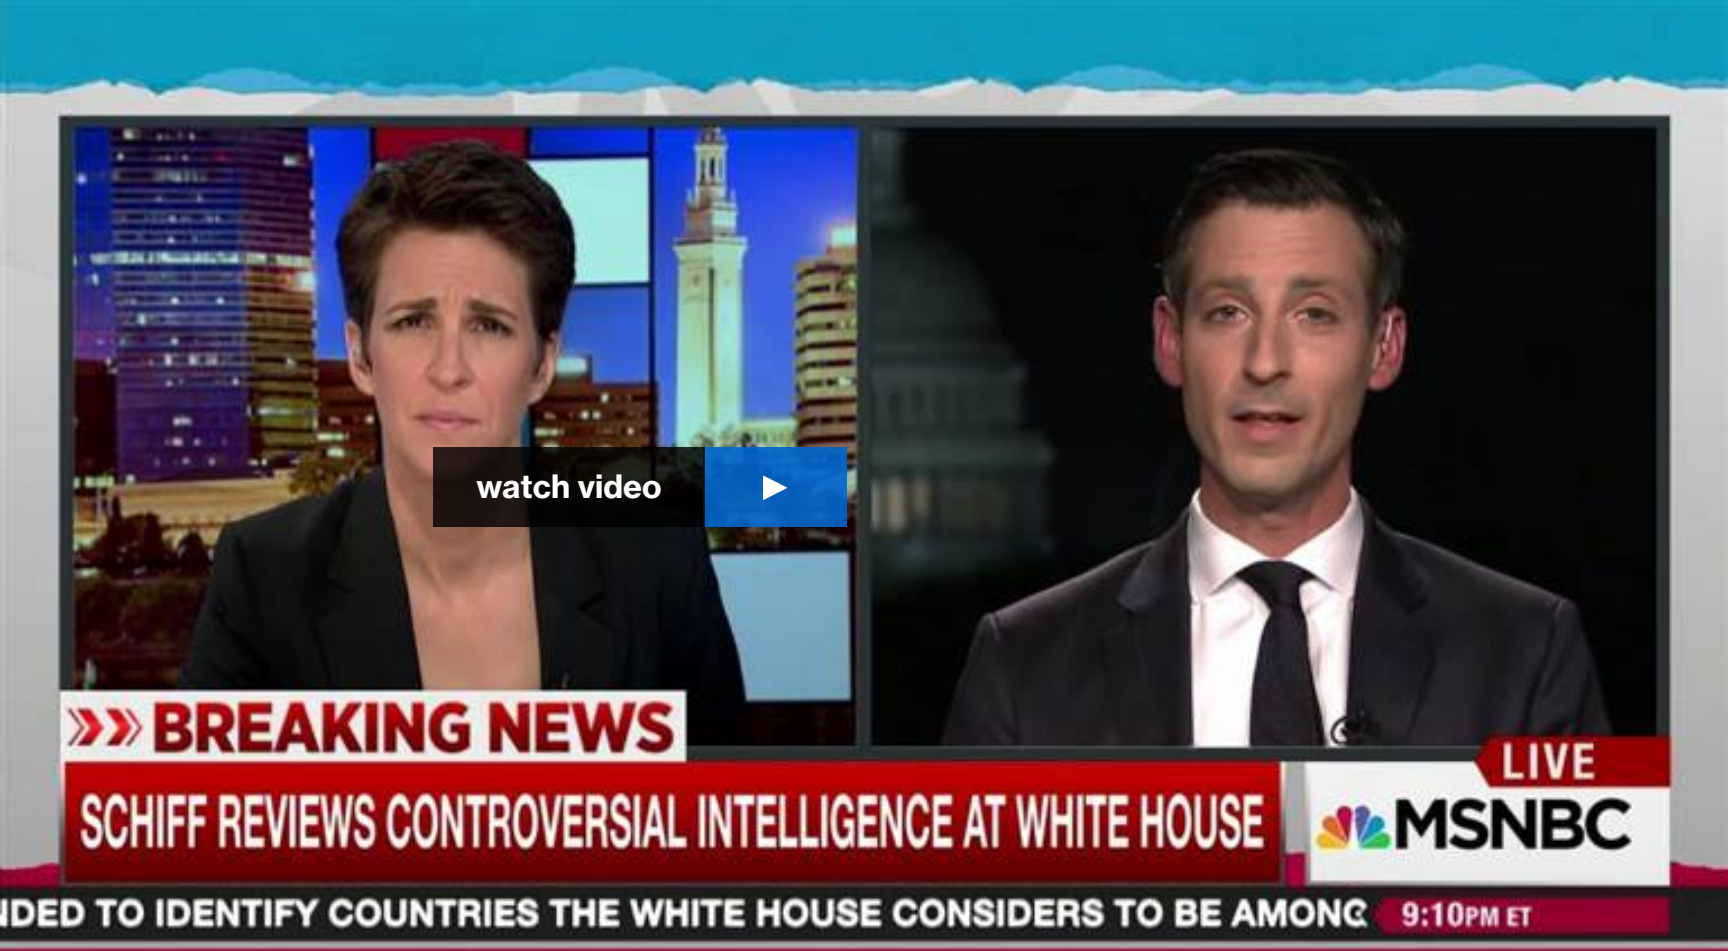 watch video
BREAKING NEWS
LIVE
SCHIFF REVIEWS CONTROVERSIAL INTELLIGENCE AT WHITE HOUSE
MSNBC
TO IDENTIFY COUNTRIES THE WHITE HOUSE CONSIDERS TO BE AMONG
9:10PM ET